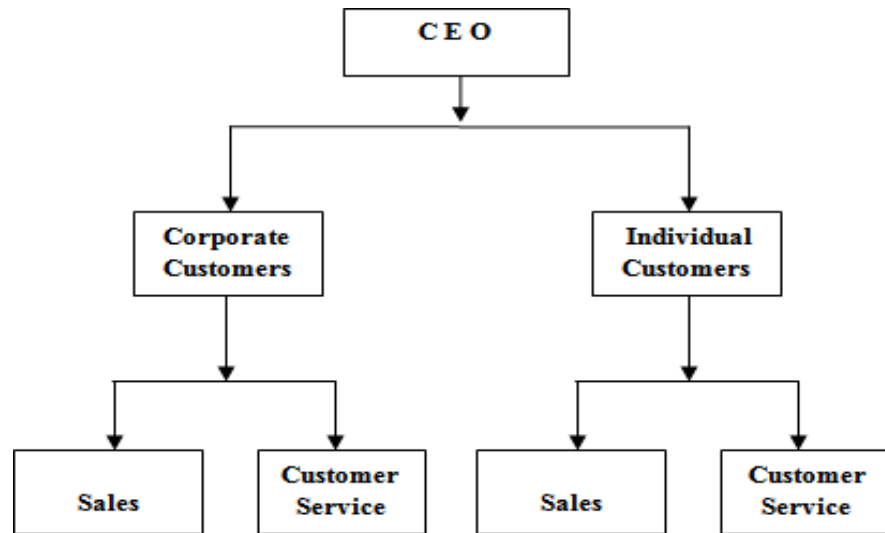 C E O
Corporate
Customers
Individual
Customers
Sales
Customer
Service
Sales
Customer
Service